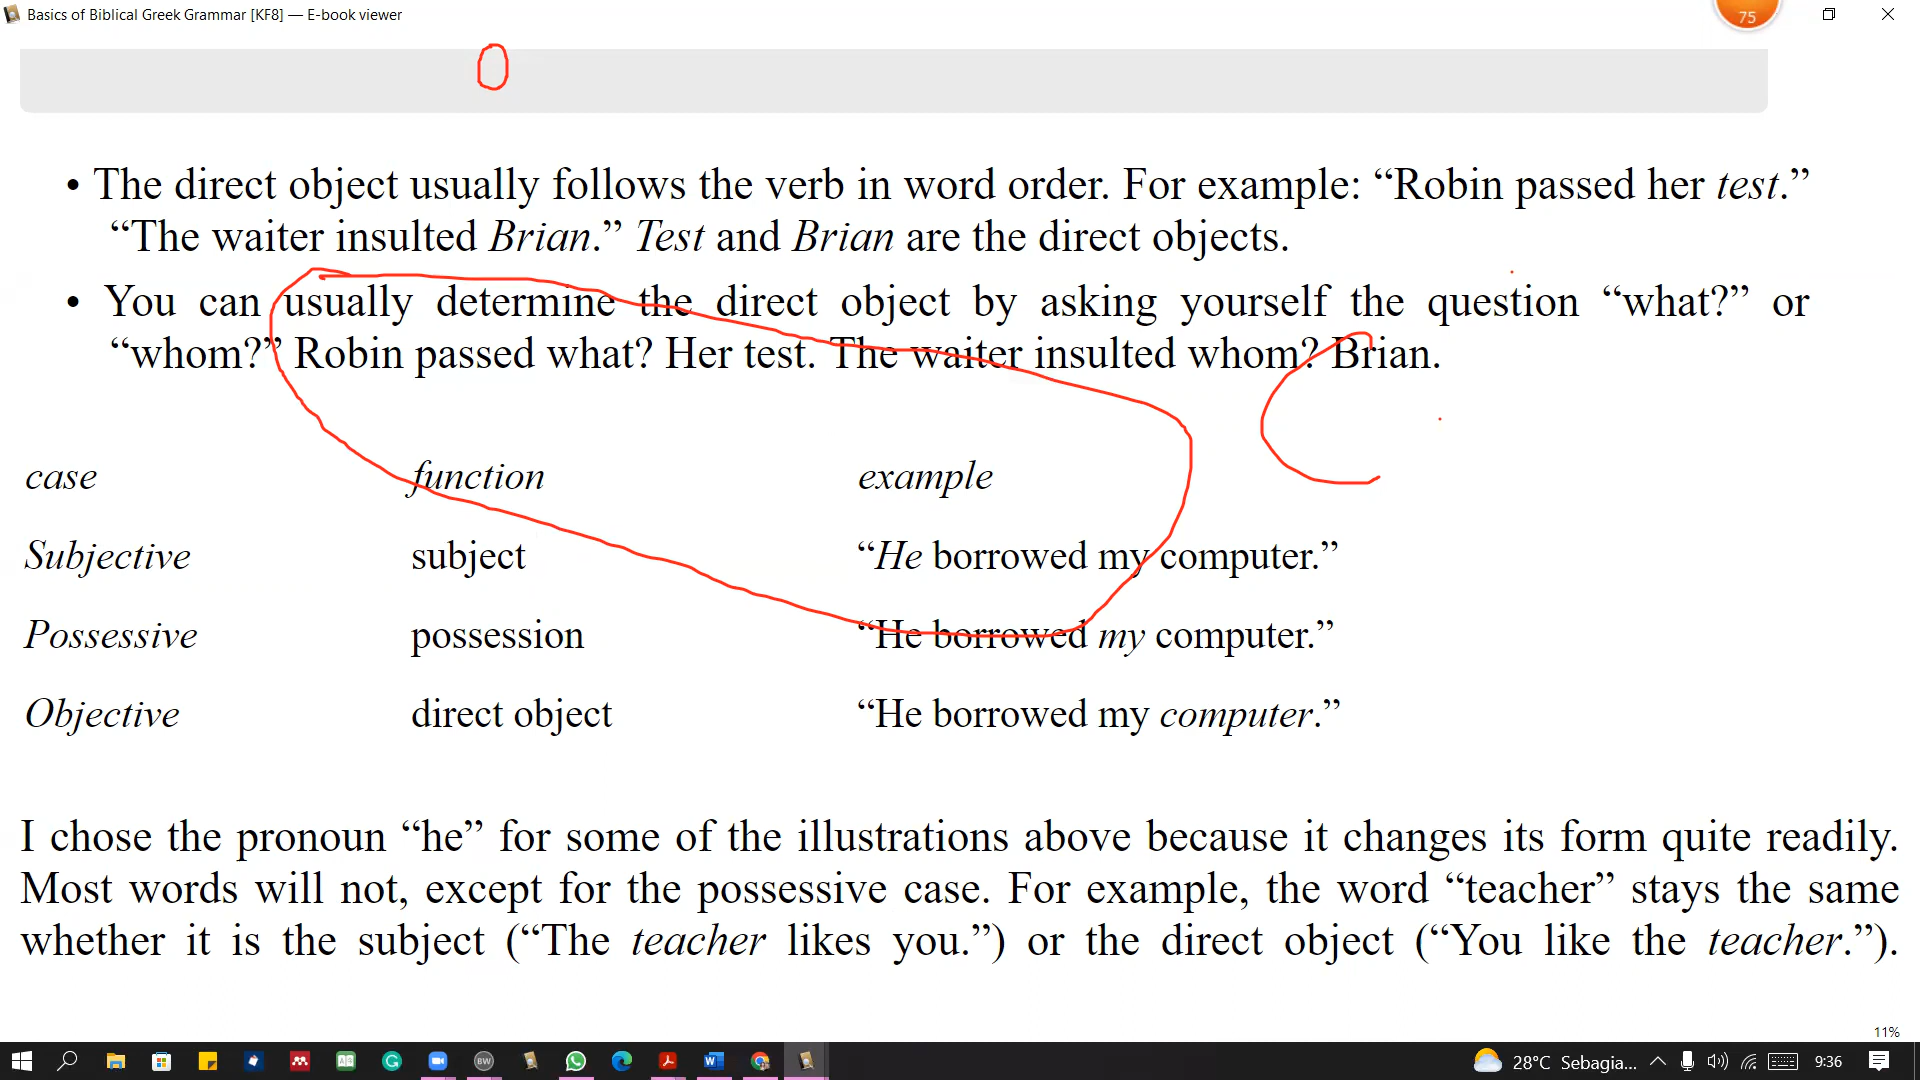 Basics of Biblical Greek Grammar [KF8] — E-book viewer
75
• The direct object usually follows the verb in word order. For example: “Robin passed her test.”
“The waiter insulted Brian.” Test and Brian are the direct objects.
• You can usually determine the direct object by asking yourself the question “what?” or
“whom?” Robin passed what? Her test. The waiter insulted whom? Brian.
case function example
Subjective subject “He borrowed my computer.”
Possessive possession “He borrowed my computer.”
Objective direct object “He borrowed my computer.”
I chose the pronoun “he” for some of the illustrations above because it changes its form quite readily.
Most words will not, except for the possessive case. For example, the word “teacher” stays the same
whether it is the subject (“The teacher likes you.”) or the direct object (“You like the teacher.”).
11%
BW 28°C Sebagia... 9:36